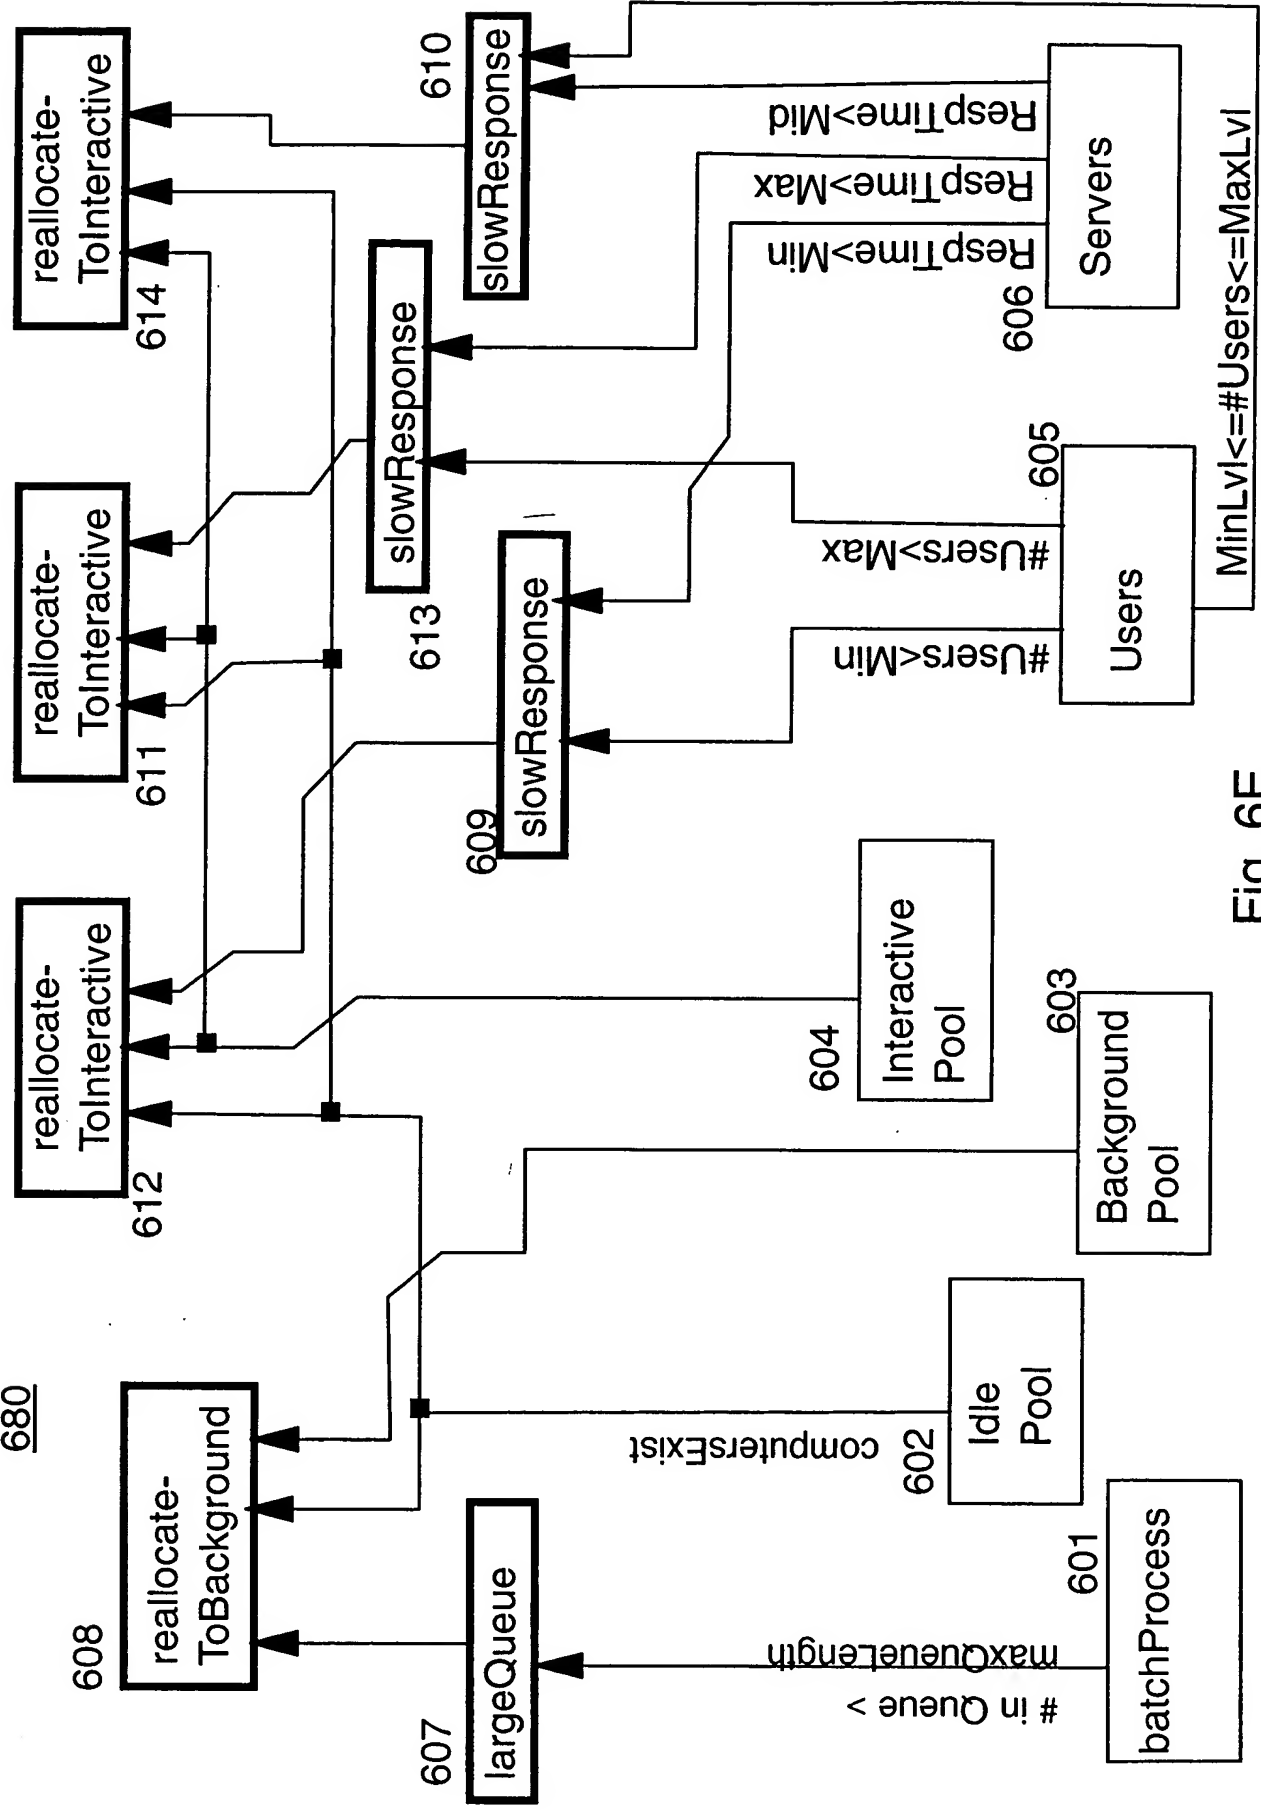 680
608
reallocate-
ToBackground
612
reallocate-
ToInteractive
611
reallocate-
ToInteractive
614
reallocate-
ToInteractive
607
largeQueue
609
slowResponse
613
slowResponse
610
slowResponse
# in Queue >
maxQueueLength
computersExist
#Users<Min
#Users>Max
RespTime>Min
RespTime>Max
RespTime>Mid
601
batchProcess
602
Idle
Pool
603
Background
Pool
604
Interactive
Pool
605
Users
606
Servers
MinLvl<=#Users<=MaxLvl
Fig.